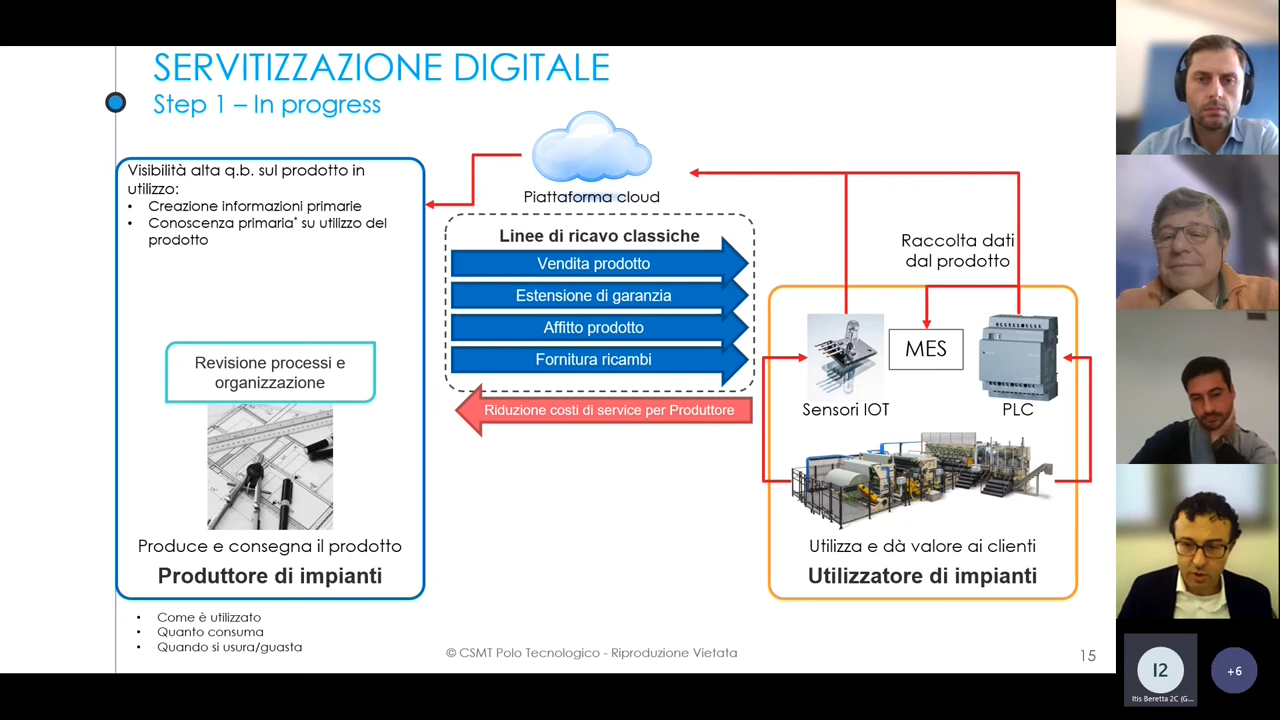 SERVITIZZAZIONE DIGITALE
Step 1 – In progress
Visibilità alta q.b. sul prodotto in
utilizzo:
• Creazione informazioni primarie
• Conoscenza primaria* su utilizzo del
prodotto
Revisione processi e
organizzazione
Produce e consegna il prodotto
Produttore di impianti
• Come è utilizzato
• Quanto consuma
• Quando si usura/guasta
Piattaforma cloud
Linee di ricavo classiche
Vendita prodotto
Estensione di garanzia
Affitto prodotto
Fornitura ricambi
Riduzione costi di service per Produttore
Raccolta dati
dal prodotto
MES
Sensori IOT
PLC
Utilizza e dà valore ai clienti
Utilizzatore di impianti
© CSMT Polo Tecnologico - Riproduzione Vietata
15
I2
Itis Beretta 2C (G...
+6